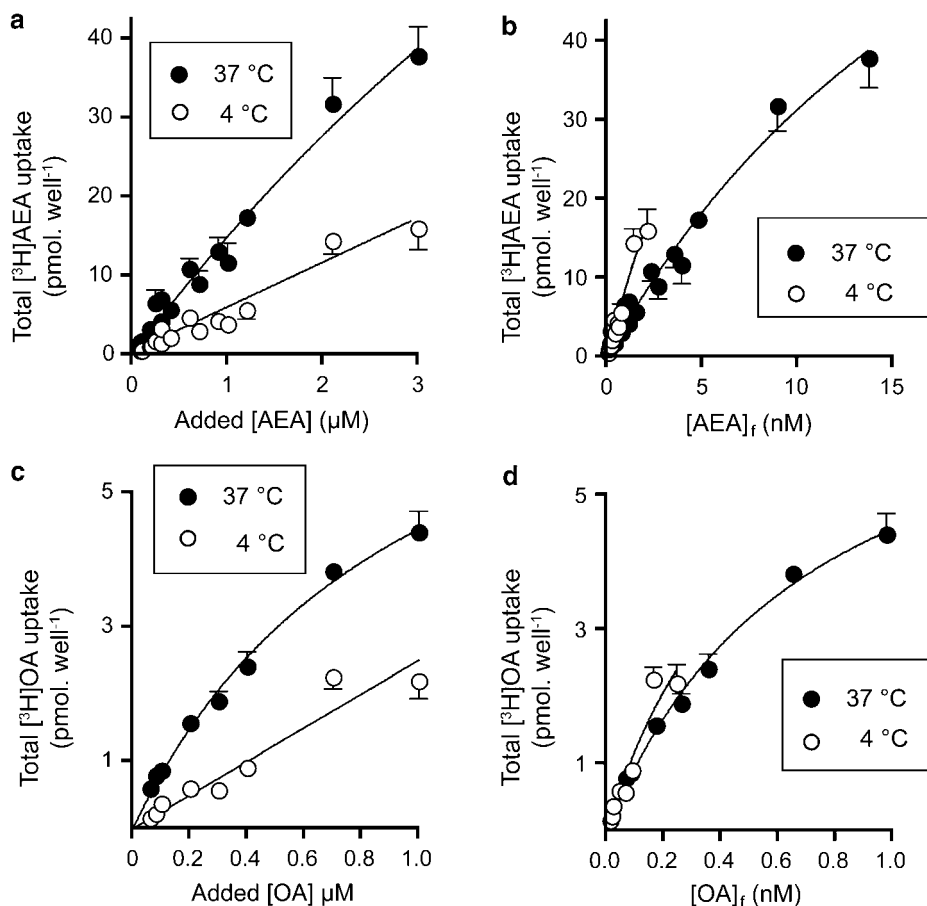 a
37 °C
4 °C
Total [³H]AEA uptake
(pmol. well⁻¹)
40
30
20
10
0
0 1 2 3
Added [AEA] (µM)
b
37 °C
4 °C
Total [³H]AEA uptake
(pmol. well⁻¹)
40
30
20
10
0
0 5 10 15
[AEA]f (nM)
c
37 °C
4 °C
Total [³H]OA uptake
(pmol. well⁻¹)
5
3
1
0 0.2 0.4 0.6 0.8 1.0
Added [OA] µM
d
37 °C
4 °C
Total [³H]OA uptake
(pmol. well⁻¹)
5
3
1
0.0 0.2 0.4 0.6 0.8 1.0
[OA]f (nM)